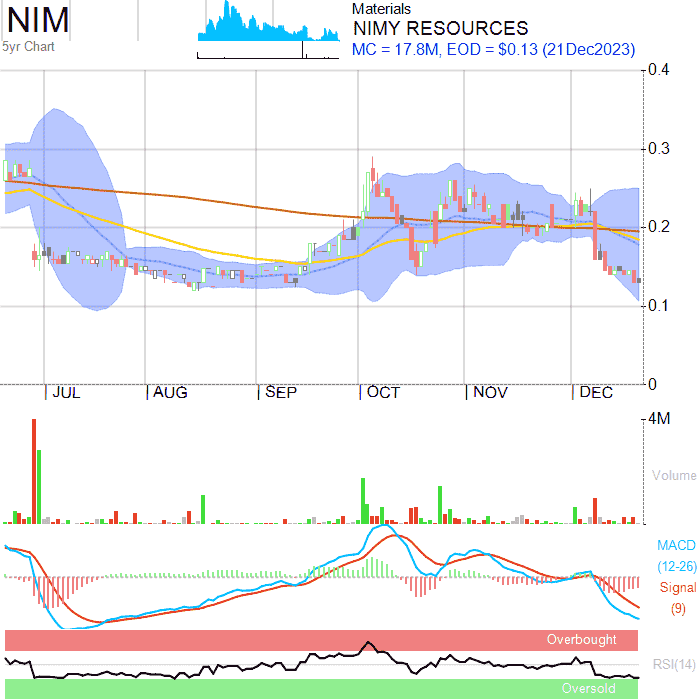 NIM
5yr Chart
Materials
NIMY RESOURCES
MC = 17.8M, EOD = $0.13 (21Dec2023)
0.4
0.3
0.2
0.1
0
JUL AUG SEP OCT NOV DEC
4M
Volume
MACD
(12-26)
Signal
(9)
Overbought
RSI(14)
Oversold